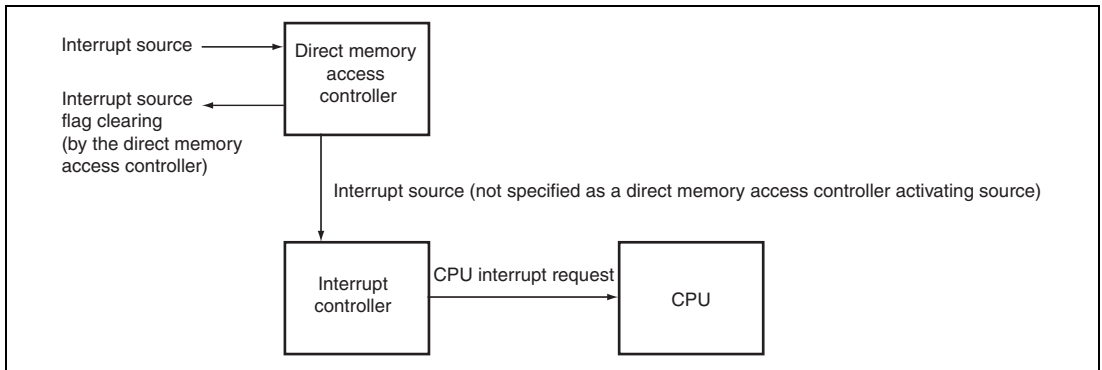 Interrupt source
Direct memory
access
controller
Interrupt source
flag clearing
(by the direct memory
access controller)
Interrupt source (not specified as a direct memory access controller activating source)
Interrupt
controller
CPU interrupt request
CPU